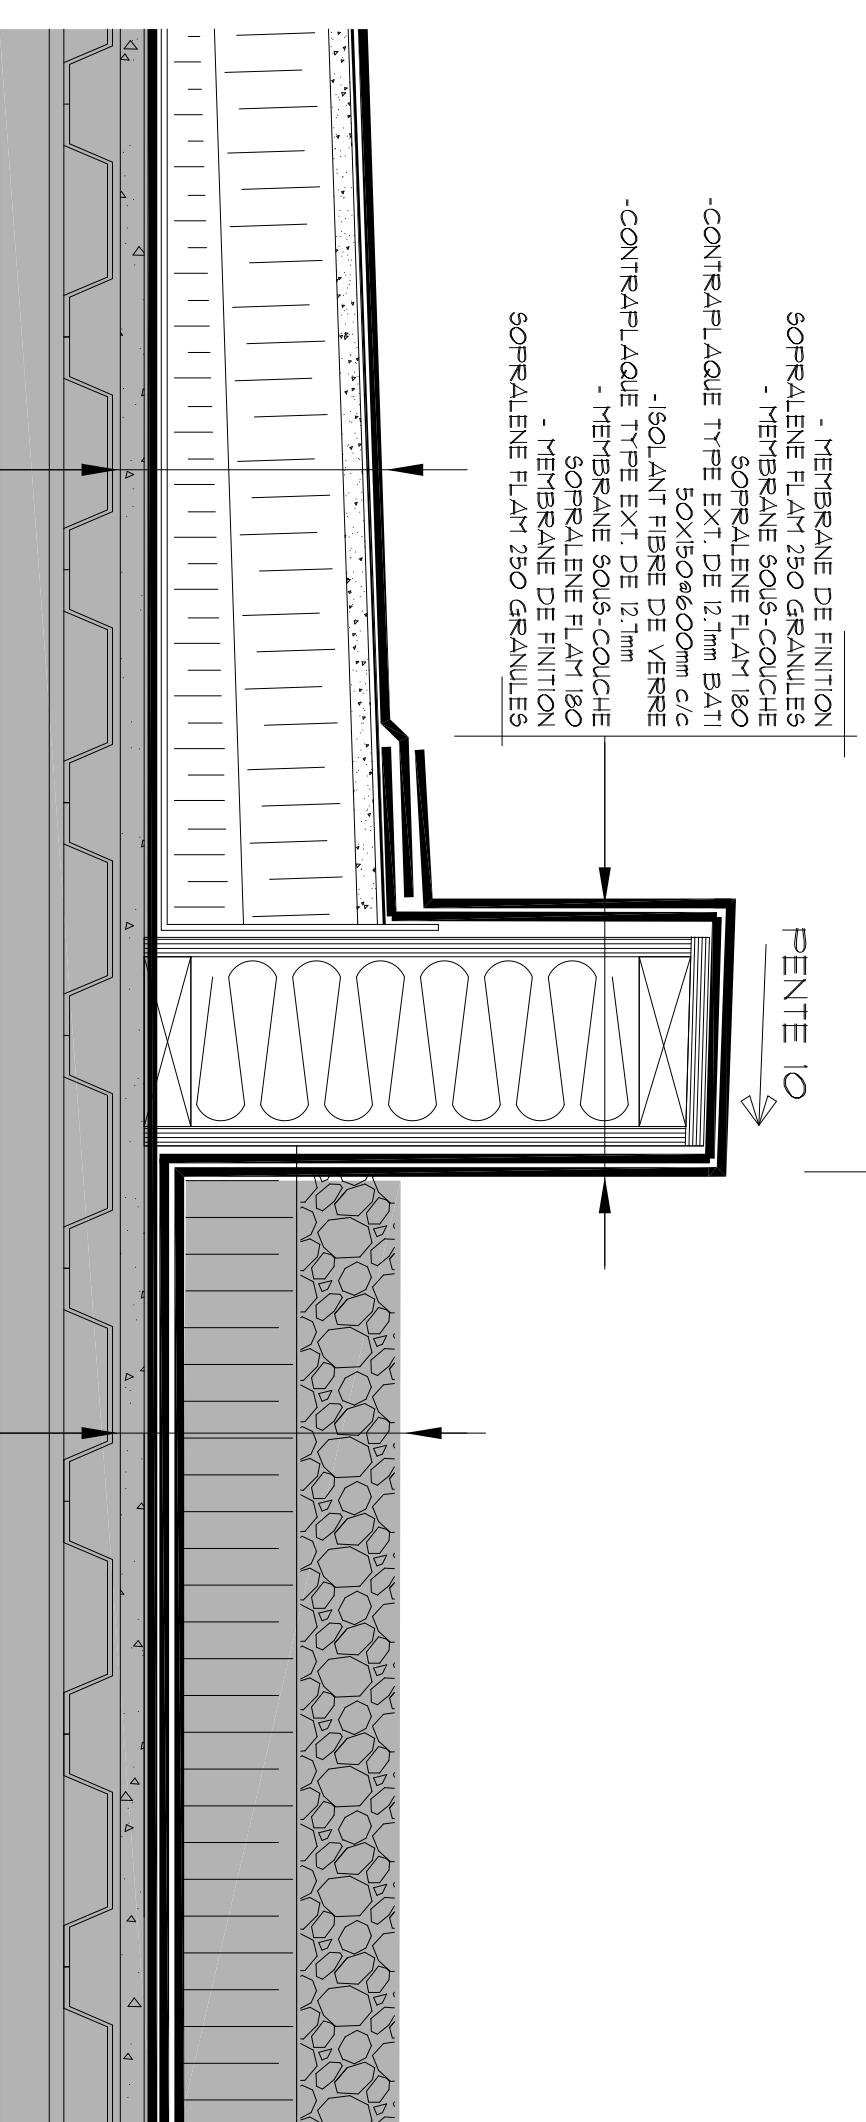 - MEMBRANE DE FINITION
SOPRALENE FLAM 250 GRANULES
- MEMBRANE SOUS-COUCHE
SOPRALENE FLAM 180
-CONTRAPLAQUE TYPE EXT. DE 12.7mm BATI
50X150@600mm c/c
-ISOLANT FIBRE DE VERRE
-CONTRAPLAQUE TYPE EXT. DE 12.7mm
- MEMBRANE SOUS-COUCHE
SOPRALENE FLAM 180
- MEMBRANE DE FINITION
SOPRALENE FLAM 250 GRANULES
PENTE 10